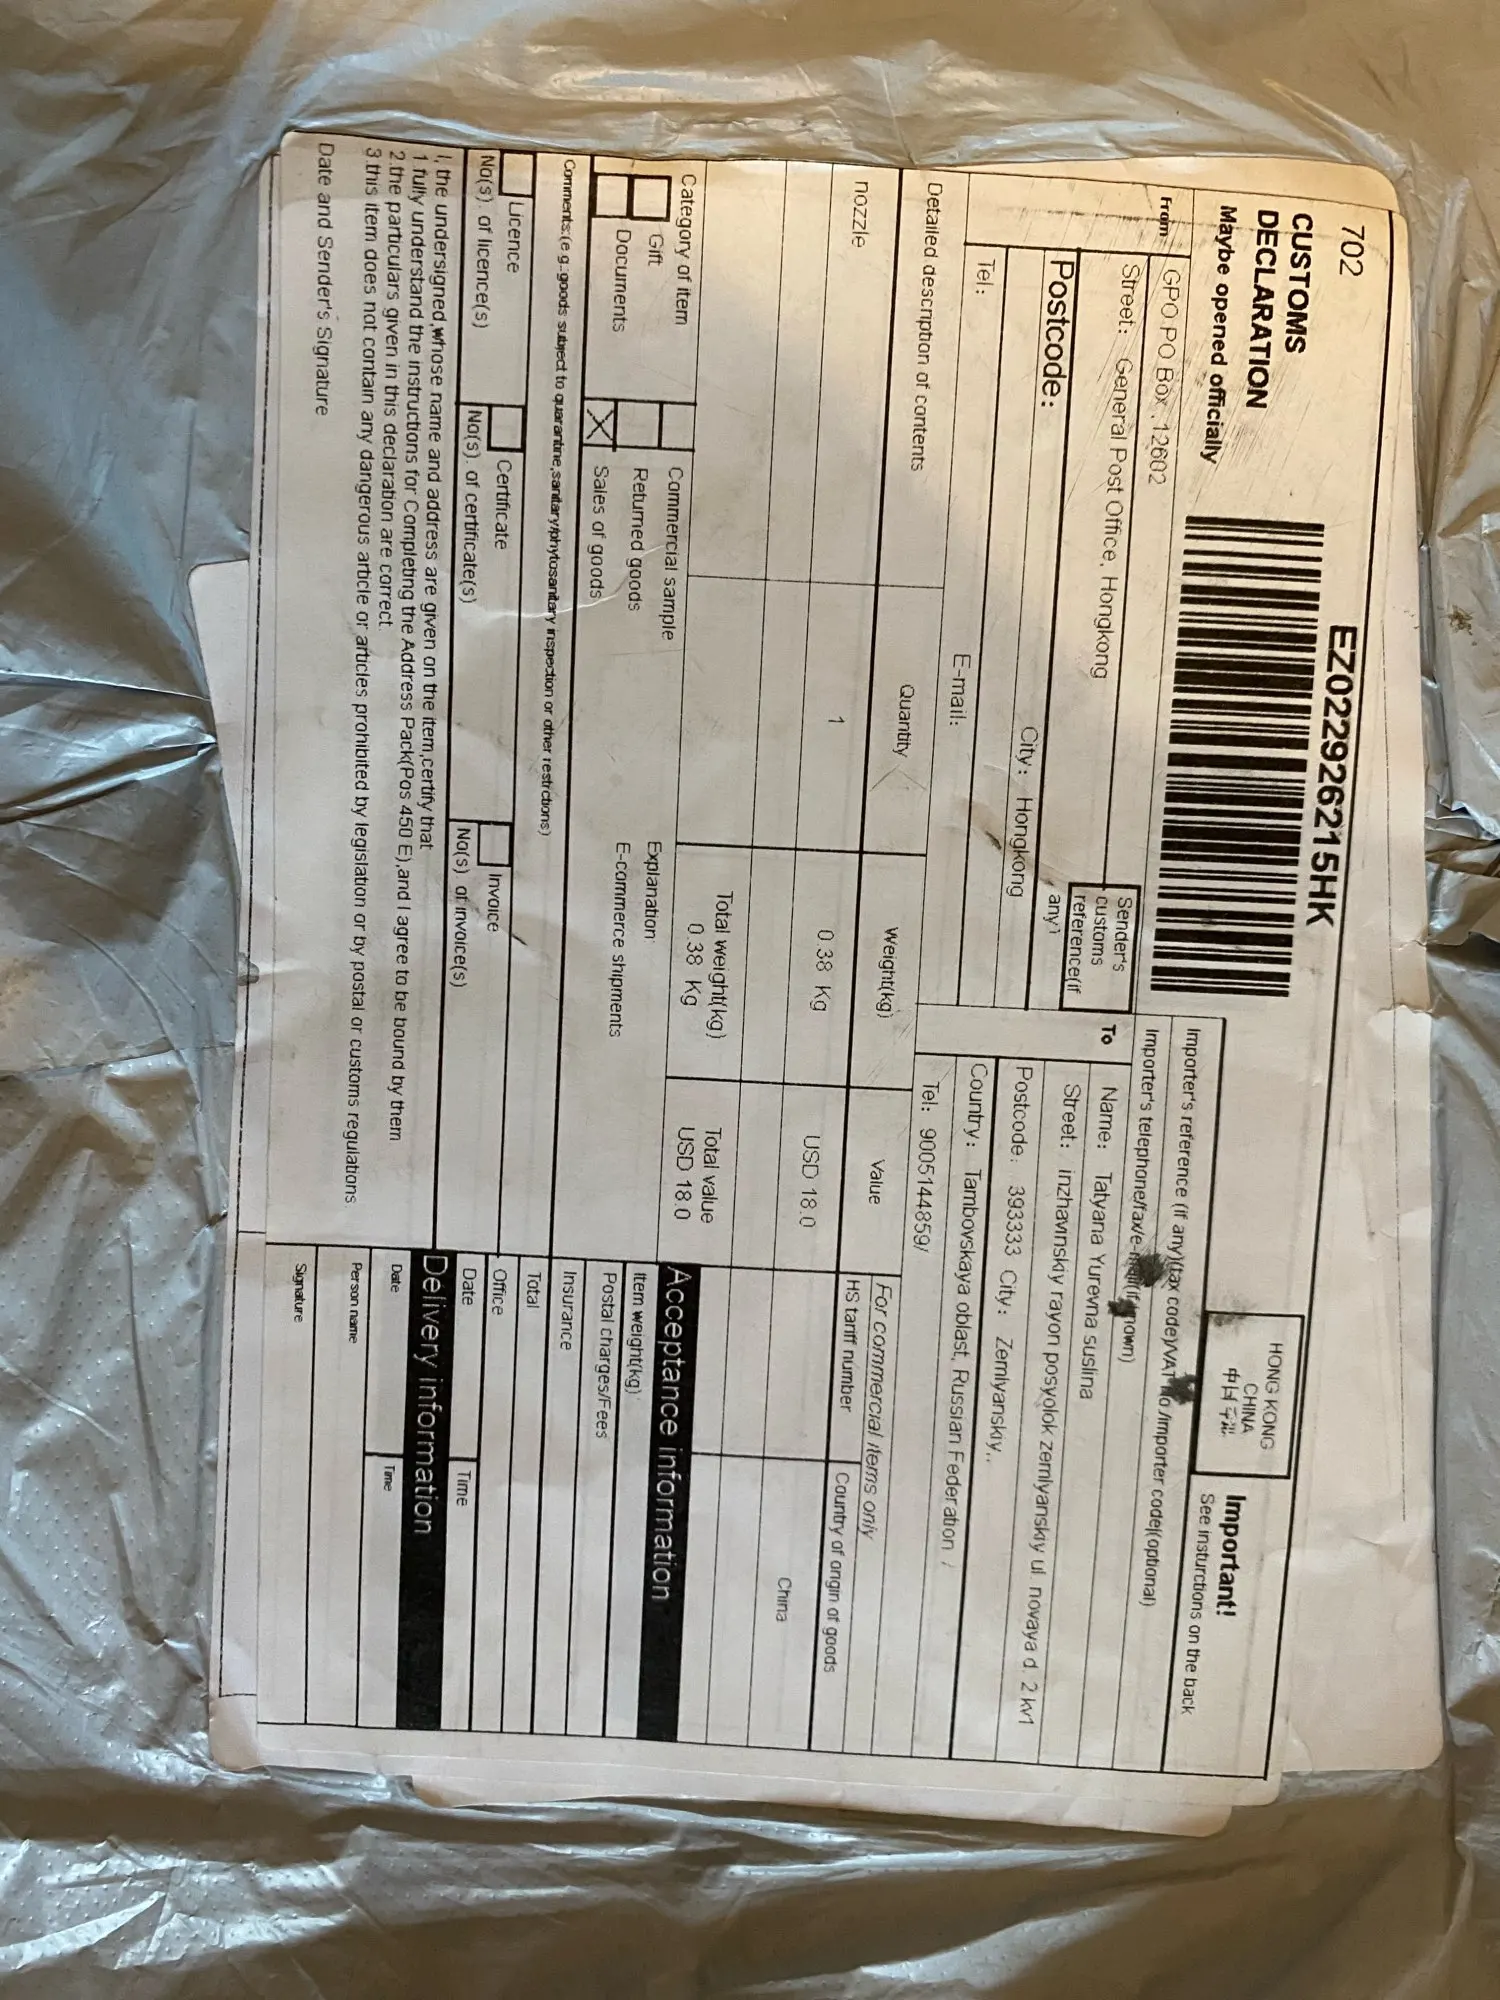 702
EZ022926215HK
CUSTOMS
DECLARATION
Maybe opened officially
HONG KONG
CHINA
Important!
See insturctions on the back
Importer's reference (if any)(tax code)/VAT /importer code)(optional)
Importer's telephone/fax/e-
From:
GPO PO Box , 12602
Street: General Post Office, Hongkong
Postcode:
City: Hongkong
Tel:
E-mail:
Sender's
customs
reference(if
any)
To
Name: Tatyana Yurevna suslina
Street: inzhavinskiy rayon posyolok zemlyanskiy ul. novaya d. 2 kv1
Postcode: 393333 City: Zemlyanskiy,.
Country: Tambovskaya oblast, Russian Federation /
Tel: 9005144859/
Detailed description of contents
Quantity
Weight(kg)
Value
For commercial items only
HS tariff number
Country of origin of goods
nozzle
1
0.38 Kg
USD 18.0
China
Total weight(kg)
0.38 Kg
Total value
USD 18.0
Category of item
Gift
Documents
Commercial sample
Returned goods
Sales of goods
Explanation:
E-commerce shipments
Comments:(e.g.:goods subject to quarantine,sanitary/phytosanitary inspection or other restrictions)
Licence
No(s). of licence(s)
Certificate
No(s). of certificate(s)
Invoice
No(s). of invoice(s)
I, the undersigned,whose name and address are given on the item,certify that
1.fully understand the instructions for Completing the Address Pack(Pos 450 E),and I agree to be bound by them
2.the particulars given in this declaration are correct.
3.this item does not contain any dangerous article or articles prohibited by legislation or by postal or customs regulations
Date and Sender's Signature
Acceptance information
Item weight(kg)
Postal charges/Fees
Insurance
Total
Office
Date
Time
Delivery information
Date
Time
Person name
Signature